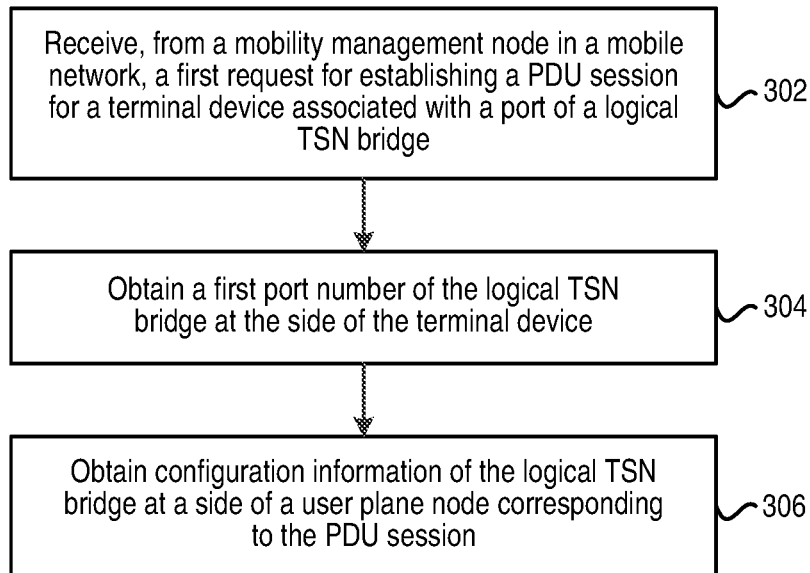 Receive, from a mobility management node in a mobile
network, a first request for establishing a PDU session
for a terminal device associated with a port of a logical
TSN bridge
302
Obtain a first port number of the logical TSN
bridge at the side of the terminal device
304
Obtain configuration information of the logical TSN
bridge at a side of a user plane node corresponding
to the PDU session
306